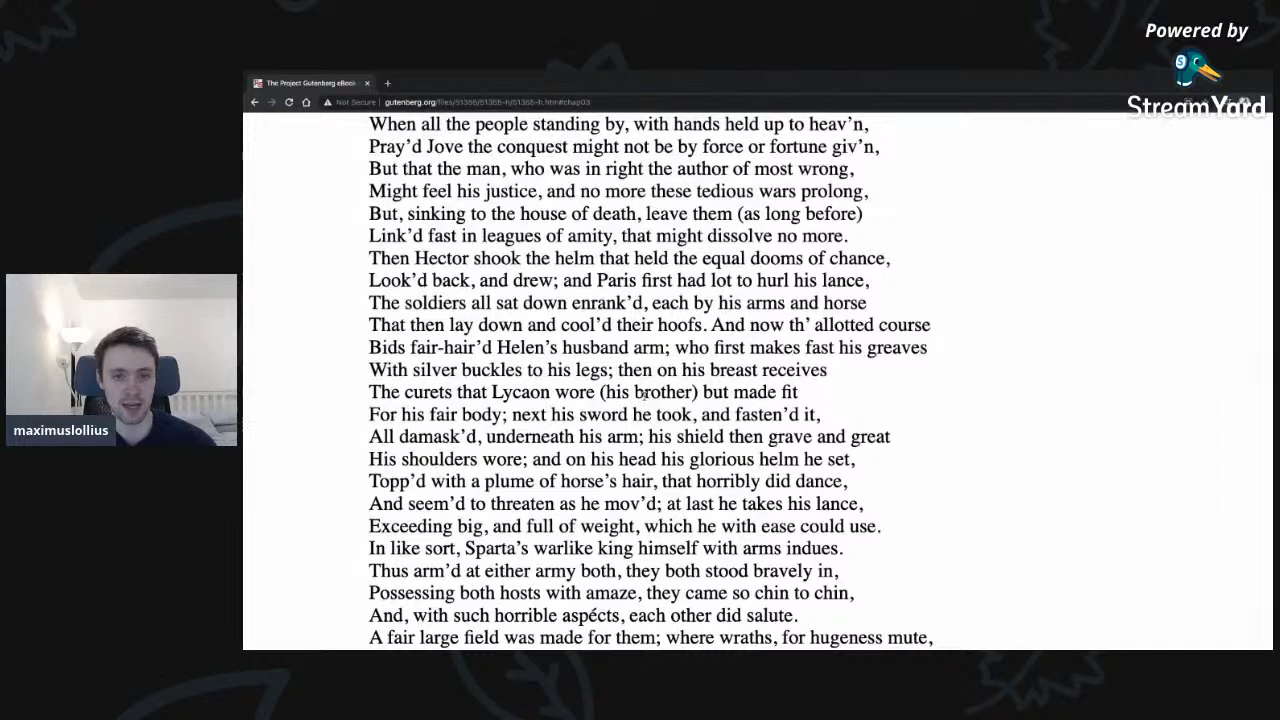 Powered by
StreamYard
The Project Gutenberg eBook
Not Secure | gutenberg.org/files/51355/51355-h/51355-h.htm#chap03
When all the people standing by, with hands held up to heav’n,
Pray’d Jove the conquest might not be by force or fortune giv’n,
But that the man, who was in right the author of most wrong,
Might feel his justice, and no more these tedious wars prolong,
But, sinking to the house of death, leave them (as long before)
Link’d fast in leagues of amity, that might dissolve no more.
Then Hector shook the helm that held the equal dooms of chance,
Look’d back, and drew; and Paris first had lot to hurl his lance,
The soldiers all sat down enrank’d, each by his arms and horse
That then lay down and cool’d their hoofs. And now th’ allotted course
Bids fair-hair’d Helen’s husband arm; who first makes fast his greaves
With silver buckles to his legs; then on his breast receives
The curets that Lycaon wore (his brother) but made fit
For his fair body; next his sword he took, and fasten’d it,
All damask’d, underneath his arm; his shield then grave and great
His shoulders wore; and on his head his glorious helm he set,
Topp’d with a plume of horse’s hair, that horribly did dance,
And seem’d to threaten as he mov’d; at last he takes his lance,
Exceeding big, and full of weight, which he with ease could use.
In like sort, Sparta’s warlike king himself with arms indues.
Thus arm’d at either army both, they both stood bravely in,
Possessing both hosts with amaze, they came so chin to chin,
And, with such horrible aspécts, each other did salute.
A fair large field was made for them; where wraths, for hugeness mute,
maximuslollius